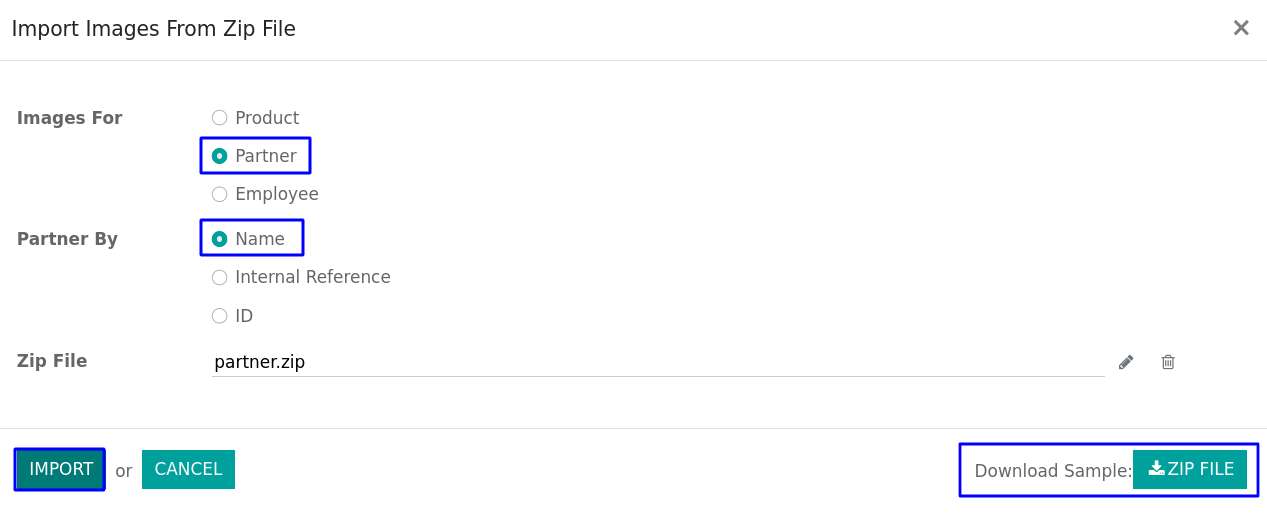 Import Images From Zip File
Images For
Product
Partner
Employee
Partner By
Name
Internal Reference
ID
Zip File
partner.zip
IMPORT or CANCEL
Download Sample: ZIP FILE